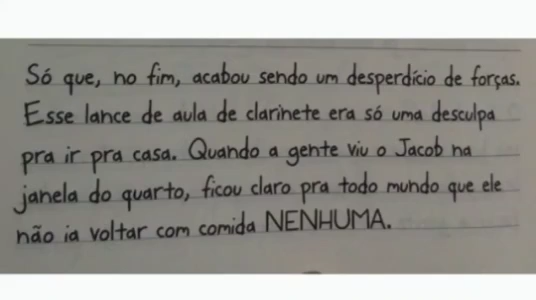 Só que, no fim, acabou sendo um desperdício de forças.
Esse lance de aula de clarinete era só uma desculpa
pra ir pra casa. Quando a gente viu o Jacob na
janela do quarto, ficou claro pra todo mundo que ele
não ia voltar com comida NENHUMA.